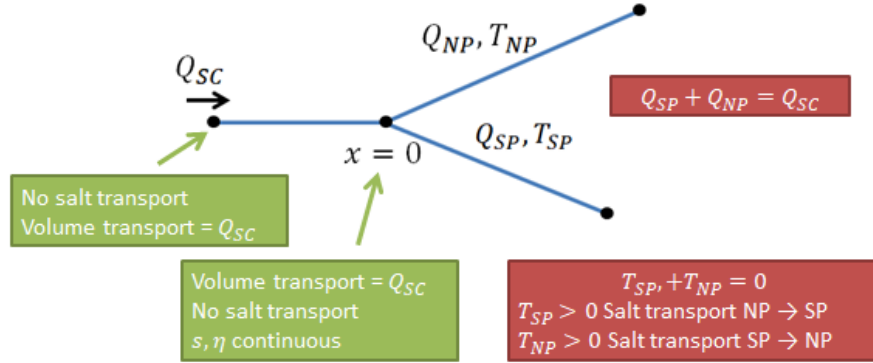 Q_{NP}, T_{NP}
Q_{SC}
Q_{SP} + Q_{NP} = Q_{SC}
Q_{SP}, T_{SP}
x = 0
No salt transport
Volume transport = Q_{SC}
Volume transport = Q_{SC}
No salt transport
s, η continuous
T_{SP}, +T_{NP} = 0
T_{SP} > 0 Salt transport NP → SP
T_{NP} > 0 Salt transport SP → NP